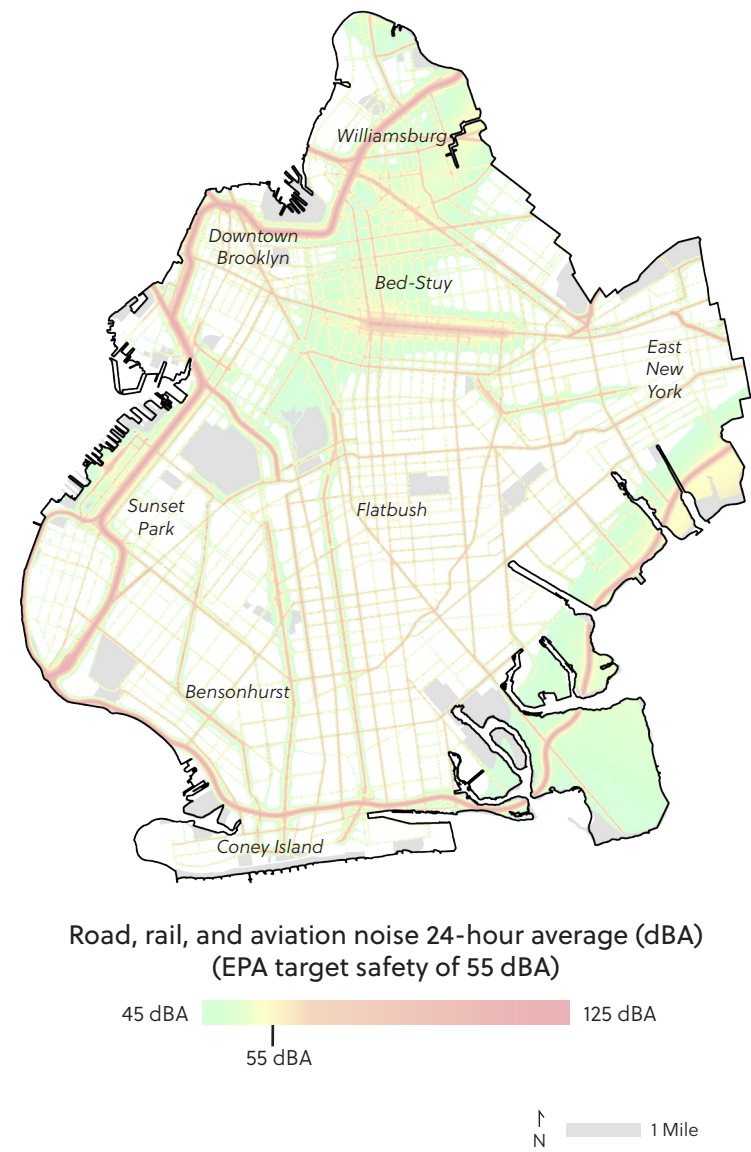 Williamsburg
Downtown
Brooklyn
Bed-Stuy
East
New
York
Sunset
Park
Flatbush
Bensonhurst
Coney Island
Road, rail, and aviation noise 24-hour average (dBA)
(EPA target safety of 55 dBA)
45 dBA
125 dBA
55 dBA
N
1 Mile